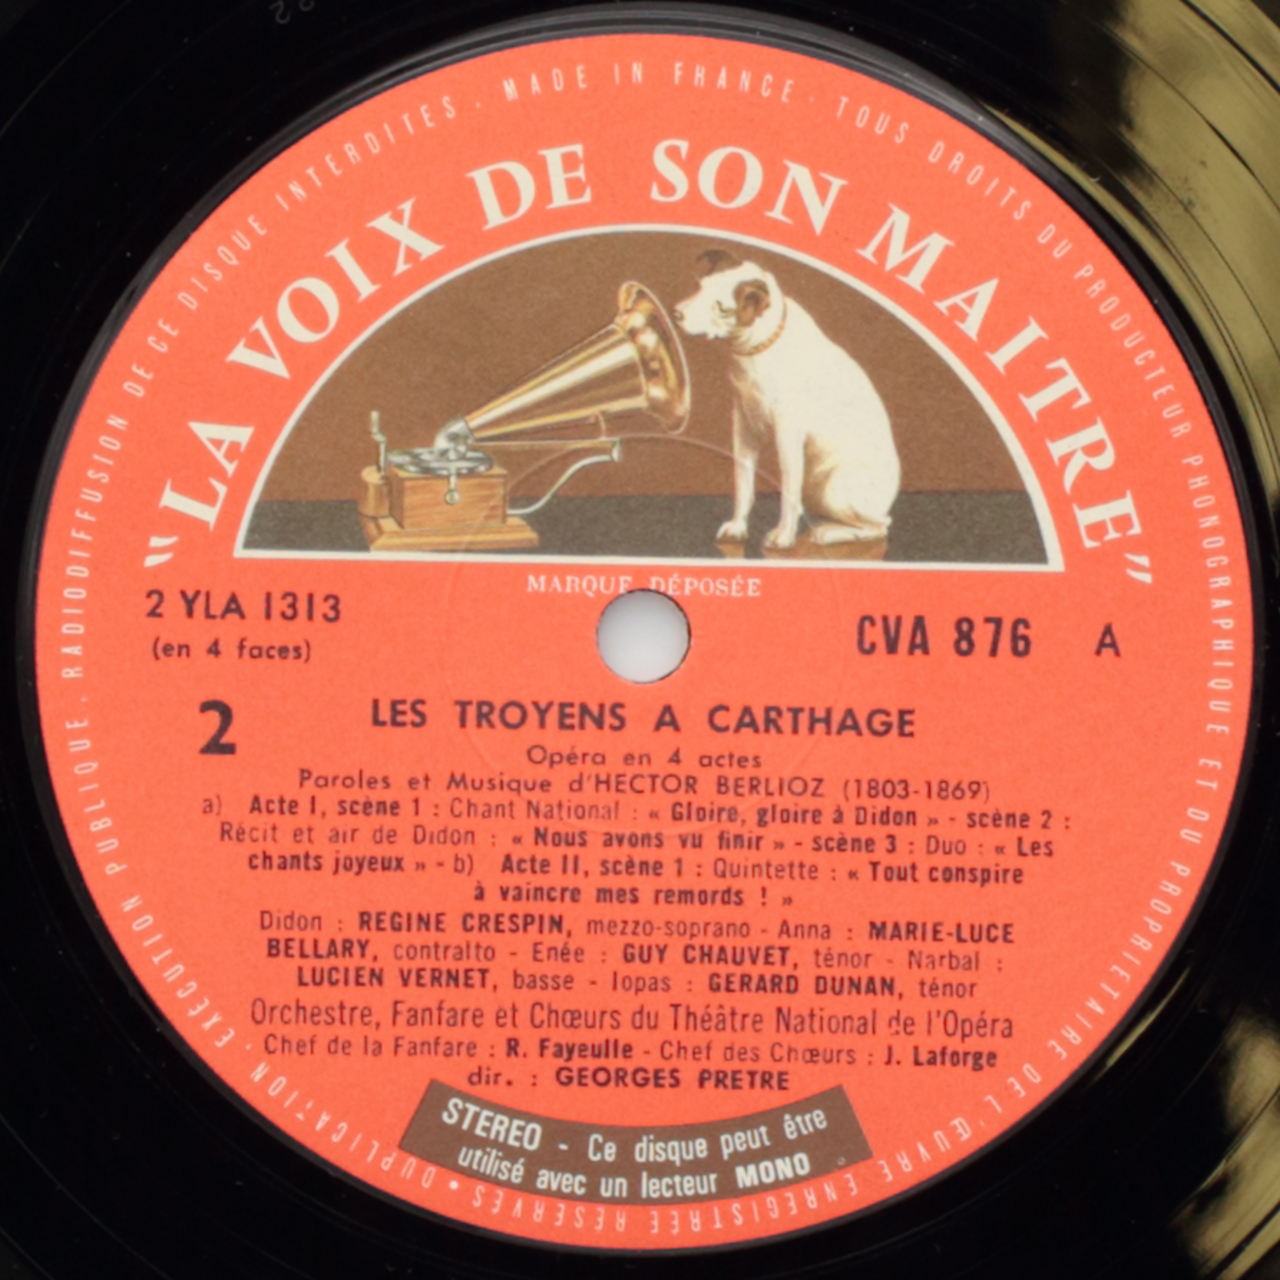 EXÉCUTION PUBLIQUE. RADIODIFFUSION DE CE DISQUE INTERDITES . MADE IN FRANCE · TOUS DROITS DU PRODUCTEUR PHONOGRAPHIQUE ET DU PROPRIÉTAIRE DE L'ŒUVRE ENREGISTRÉE RÉSERVÉS • DUPLICATION ·
“LA VOIX DE SON MAITRE”
MARQUE DÉPOSÉE
2 YLA 1313
(en 4 faces)
CVA 876 A
2
LES TROYENS A CARTHAGE
Opéra en 4 actes
Paroles et Musique d'HECTOR BERLIOZ (1803-1869)
a) Acte I, scène 1 : Chant National : « Gloire, gloire à Didon » - scène 2 :
Récit et air de Didon : « Nous avons vu finir » - scène 3 : Duo : « Les
chants joyeux » - b) Acte II, scène 1 : Quintette : « Tout conspire
à vaincre mes remords ! »
Didon : REGINE CRESPIN, mezzo-soprano - Anna : MARIE-LUCE
BELLARY, contralto - Enée : GUY CHAUVET, ténor - Narbal :
LUCIEN VERNET, basse - Iopas : GERARD DUNAN, ténor
Orchestre, Fanfare et Chœurs du Théâtre National de l'Opéra
Chef de la Fanfare : R. Fayeulle - Chef des Chœurs : J. Laforge
dir. : GEORGES PRETRE
STEREO - Ce disque peut être
utilisé avec un lecteur MONO